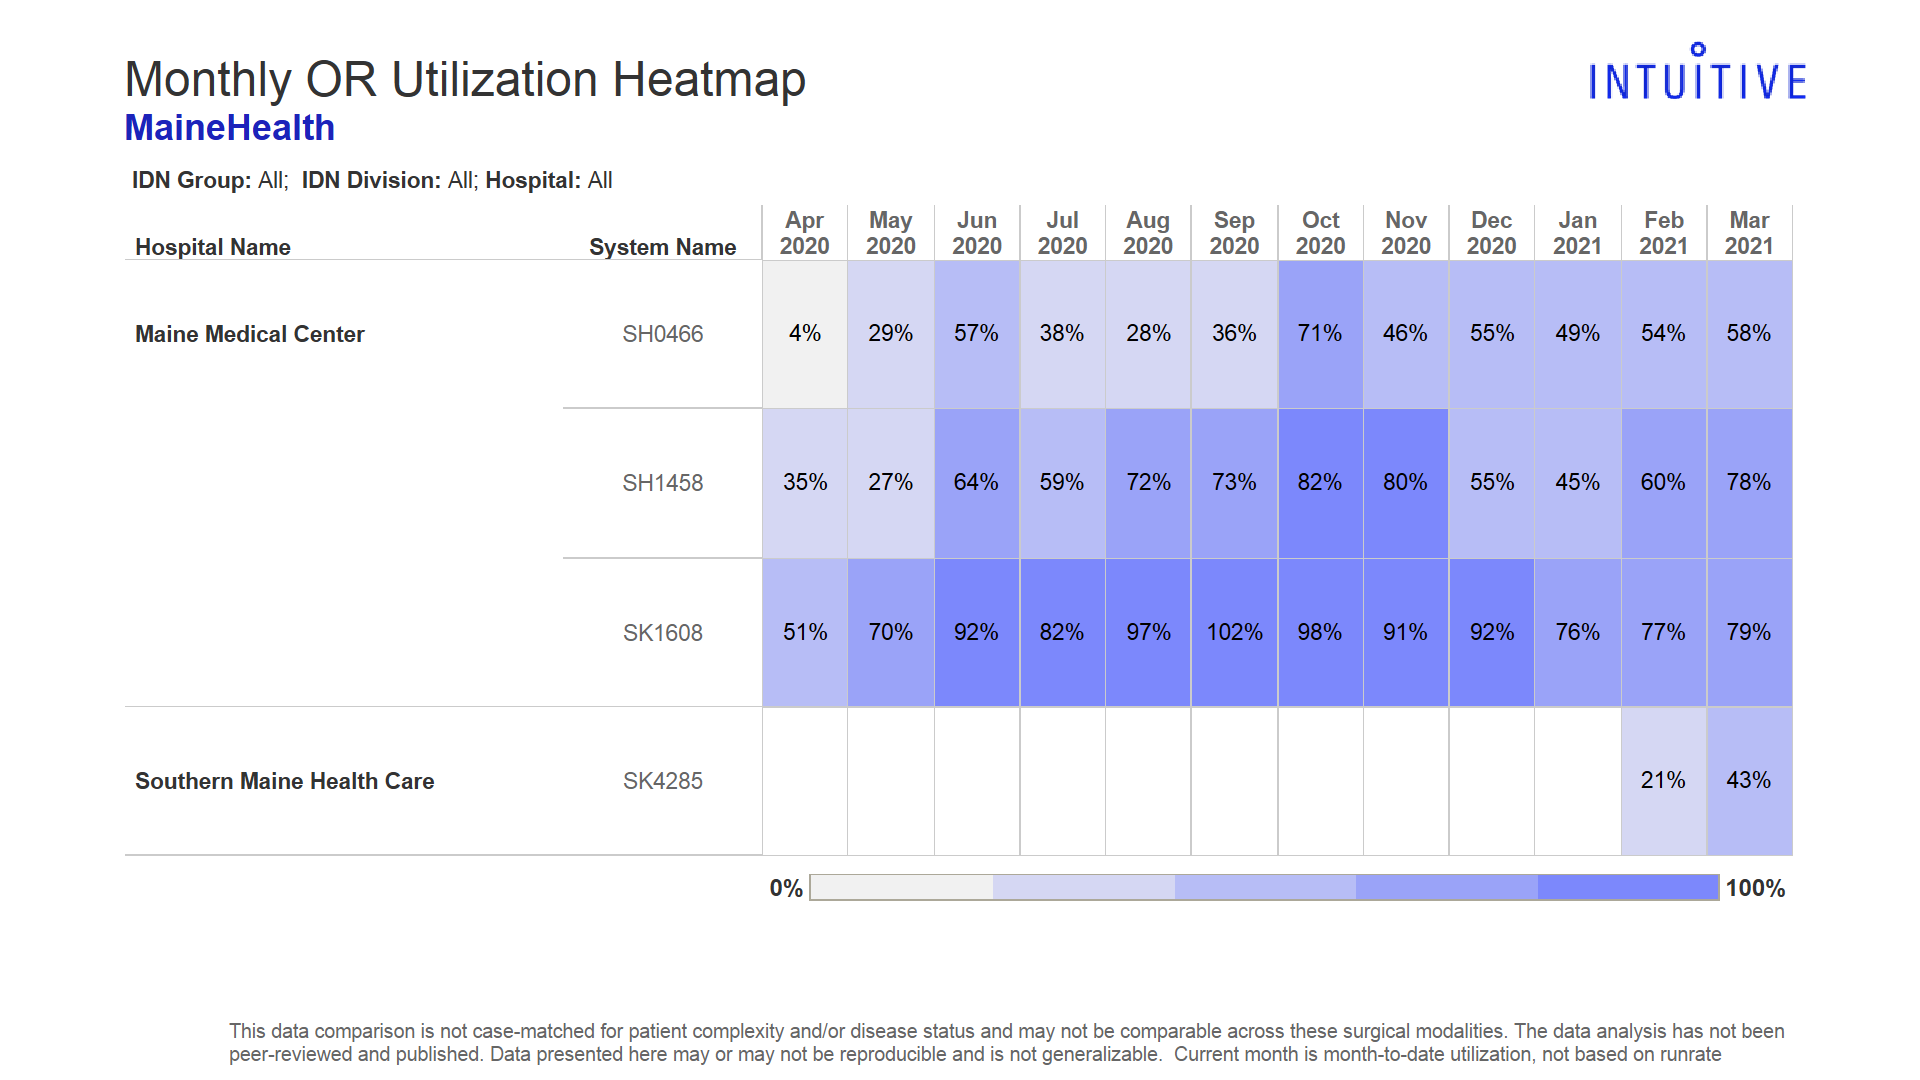 Monthly OR Utilization Heatmap
INTUITIVE
MaineHealth
IDN Group: All;  IDN Division: All; Hospital: All
Hospital Name System Name Apr 2020 May 2020 Jun 2020 Jul 2020 Aug 2020 Sep 2020 Oct 2020 Nov 2020 Dec 2020 Jan 2021 Feb 2021 Mar 2021
Maine Medical Center SH0466 4% 29% 57% 38% 28% 36% 71% 46% 55% 49% 54% 58%
SH1458 35% 27% 64% 59% 72% 73% 82% 80% 55% 45% 60% 78%
SK1608 51% 70% 92% 82% 97% 102% 98% 91% 92% 76% 77% 79%
Southern Maine Health Care SK4285 21% 43%
0% 100%
This data comparison is not case-matched for patient complexity and/or disease status and may not be comparable across these surgical modalities. The data analysis has not been
peer-reviewed and published. Data presented here may or may not be reproducible and is not generalizable.  Current month is month-to-date utilization, not based on runrate